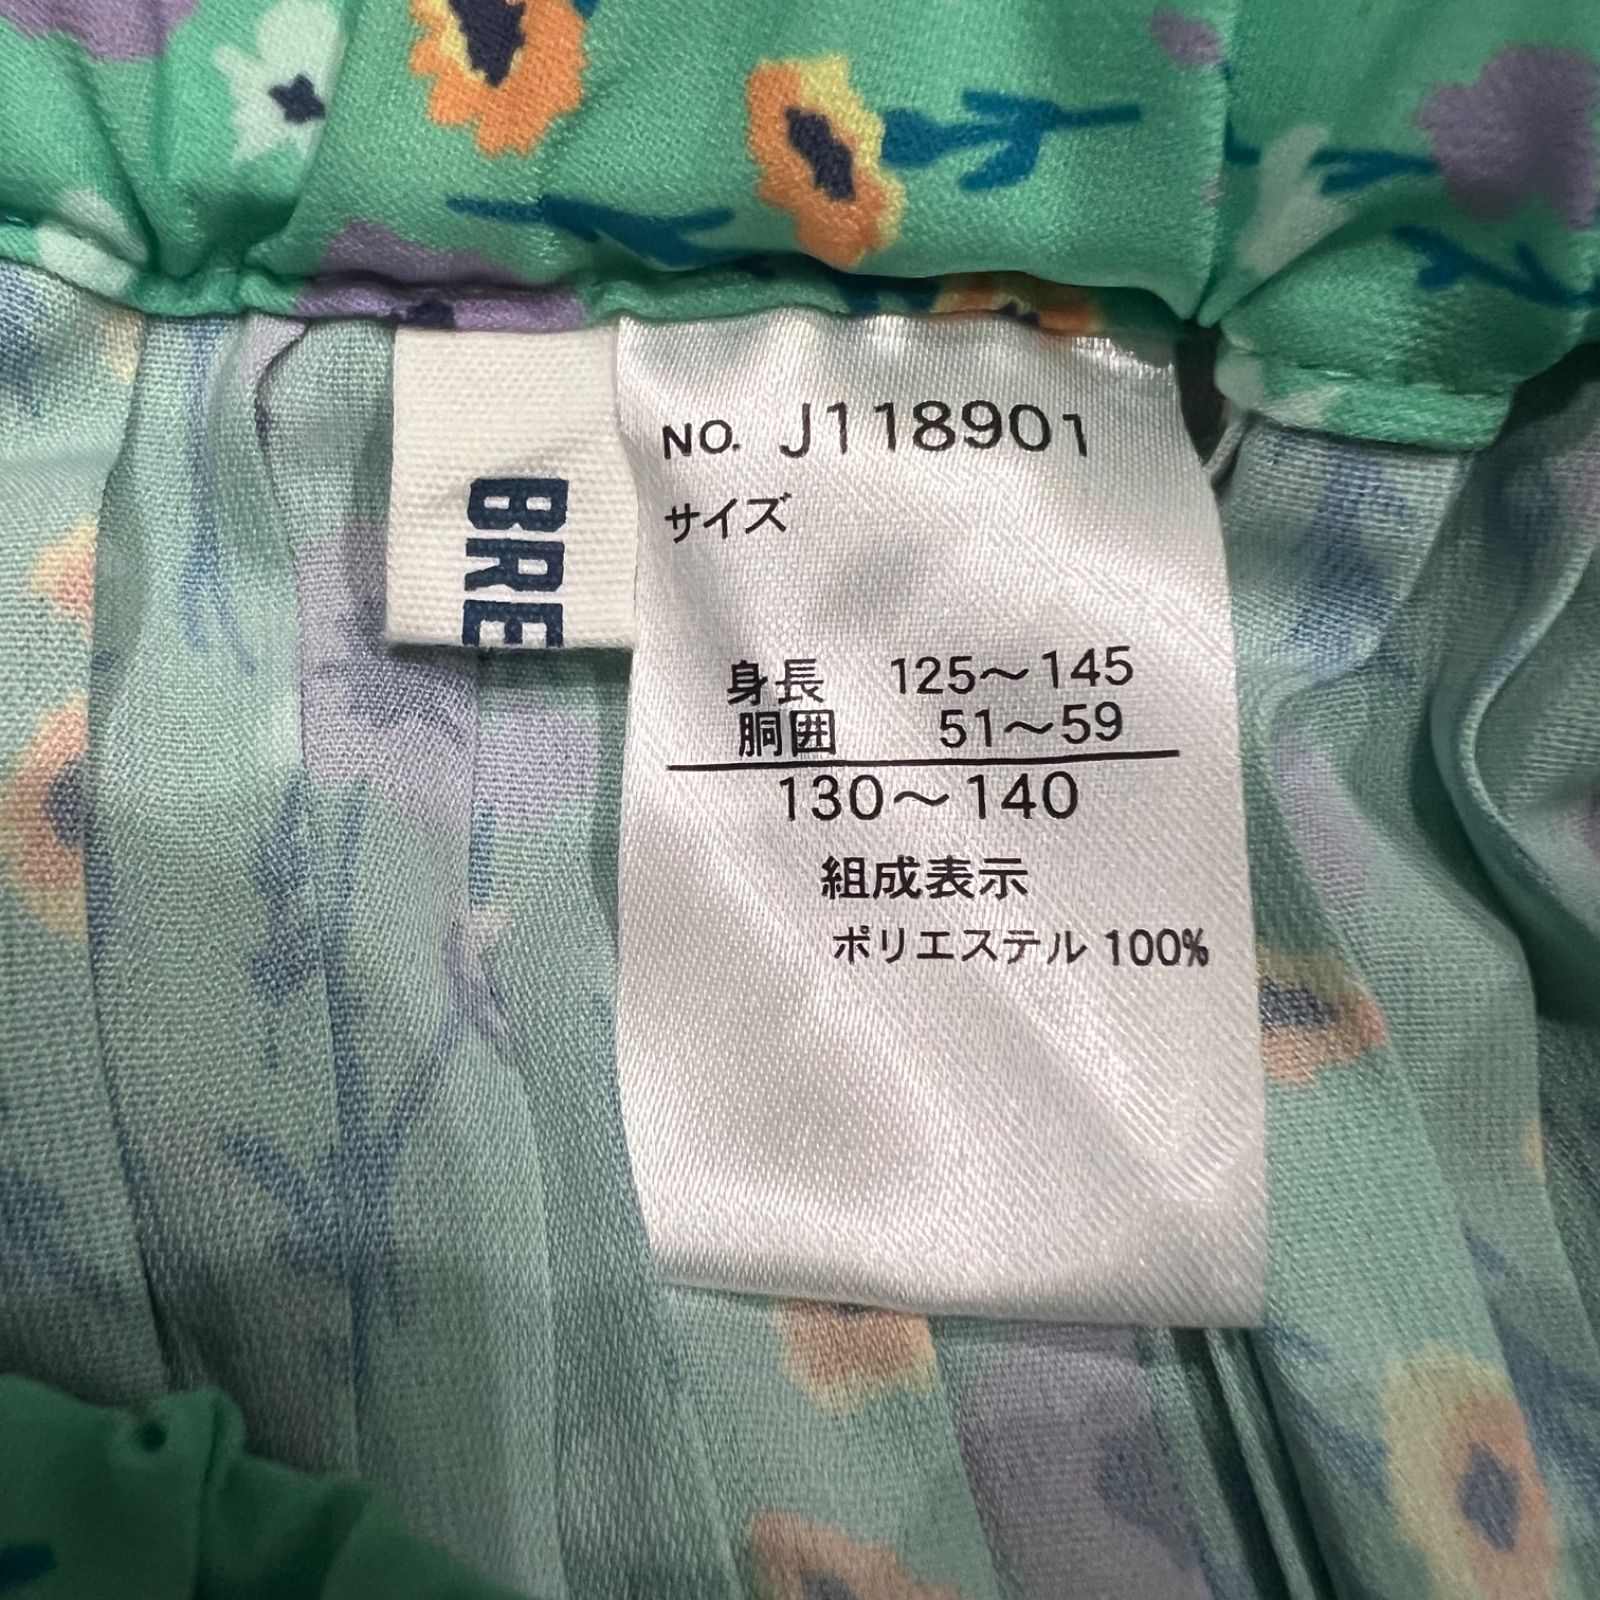 BRE
NO. J118901
サイズ
身長 125～145
胴囲 51～59
130～140
組成表示
ポリエステル 100%